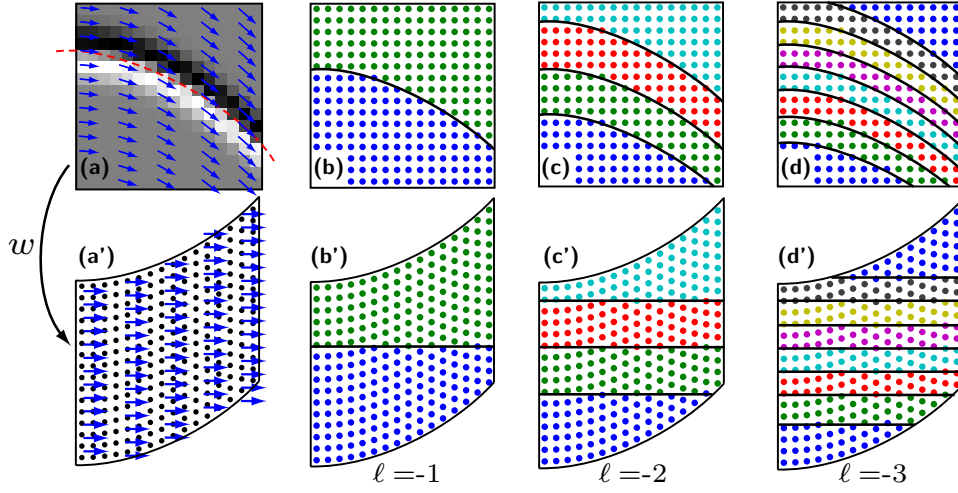 (a) (b) (c) (d)
w (a') (b') (c') (d')
ℓ =-1 ℓ =-2 ℓ =-3